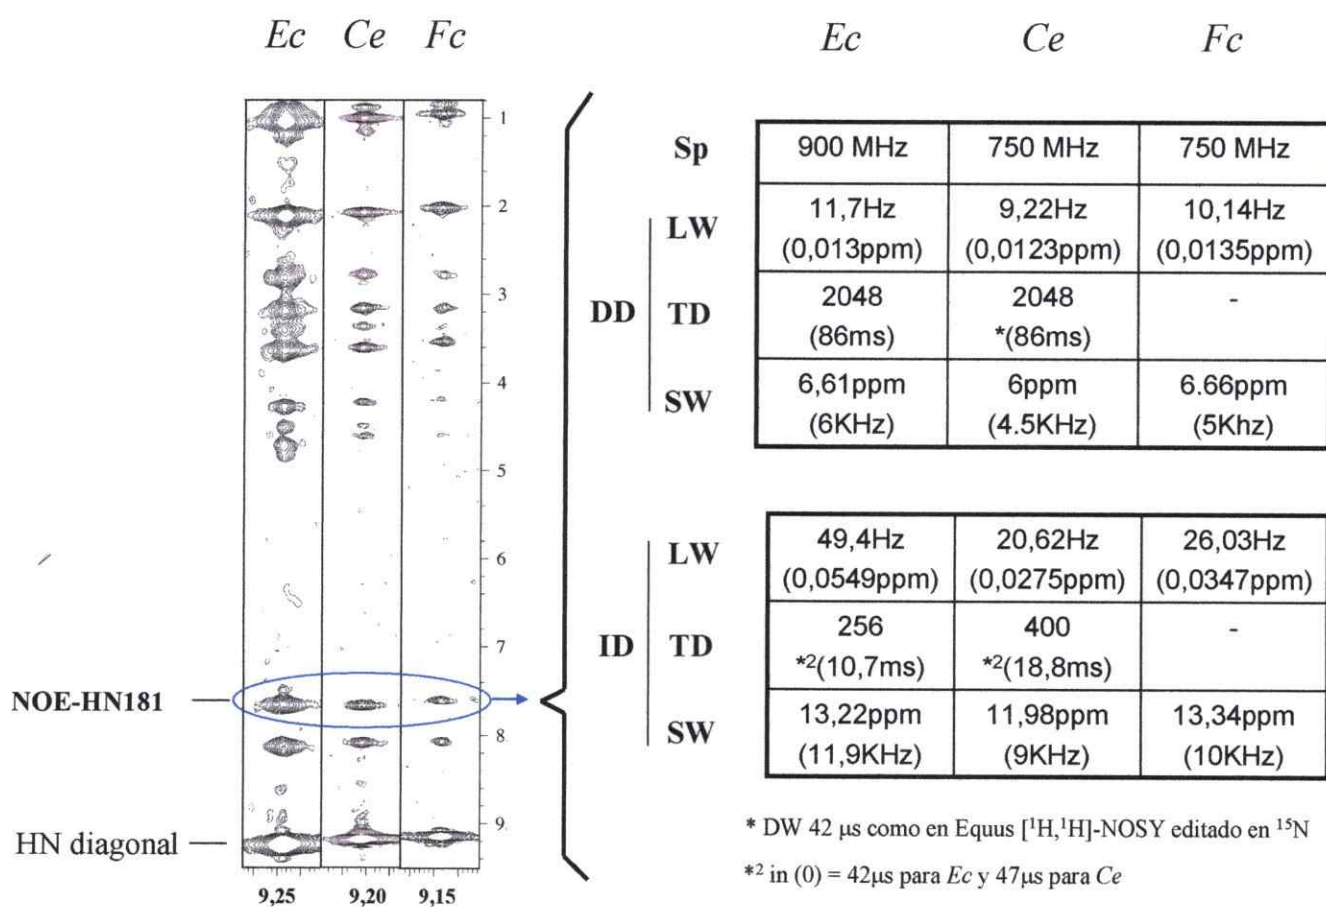 Ec Ce Fc
1
2
3
4
5
6
7
8
9
NOE-HN181
HN diagonal
9,25 9,20 9,15
Ec Ce Fc
Sp 900 MHz 750 MHz 750 MHz
DD
LW 11,7Hz 9,22Hz 10,14Hz
(0,013ppm) (0,0123ppm) (0,0135ppm)
TD 2048 2048 -
(86ms) *(86ms)
SW 6,61ppm 6ppm 6.66ppm
(6KHz) (4.5KHz) (5Khz)
ID
LW 49,4Hz 20,62Hz 26,03Hz
(0,0549ppm) (0,0275ppm) (0,0347ppm)
TD 256 400 -
*²(10,7ms) *²(18,8ms)
SW 13,22ppm 11,98ppm 13,34ppm
(11,9KHz) (9KHz) (10KHz)
* DW 42 µs como en Equus [¹H,¹H]-NOSY editado en ¹⁵N
*² in (0) = 42µs para Ec y 47µs para Ce